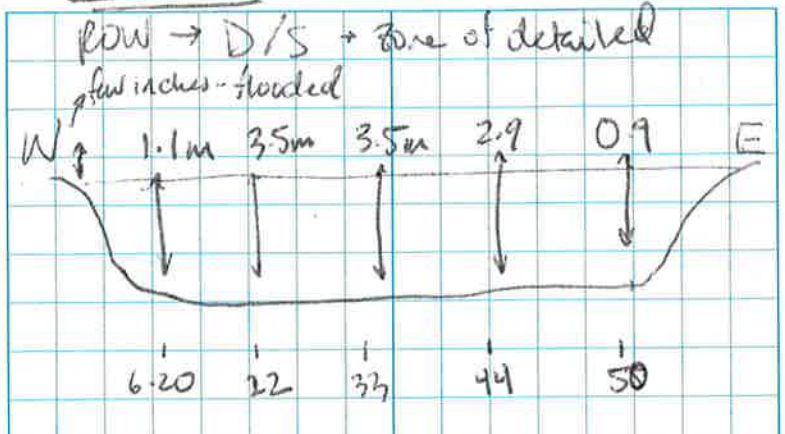 ROW → D/S + Zone of detailed
few inches - flooded
W 1.1m 3.5m 3.5m 2.9 0.9 E
6.20 22 33 44 50